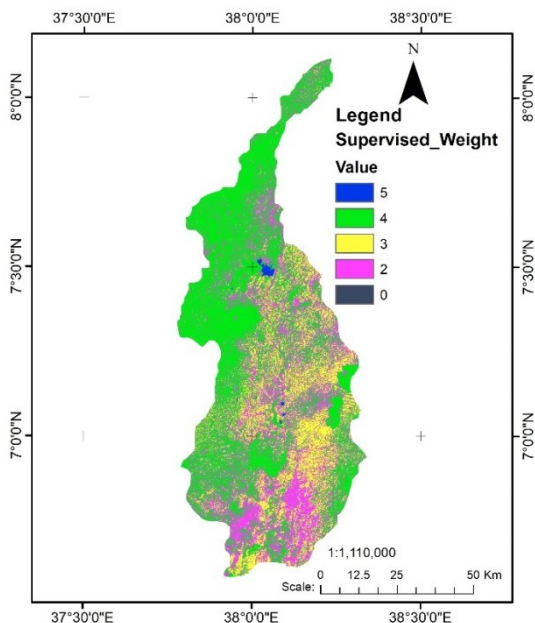 37°30'0"E 38°0'0"E 38°30'0"E
N
8°0'0"N 8°0'0"N
Legend
Supervised_Weight
Value
5
4
3
2
0
7°30'0"N 7°30'0"N
7°0'0"N 7°0'0"N
1:1,110,000
0 12.5 25 50 Km
Scale:
37°30'0"E 38°0'0"E 38°30'0"E